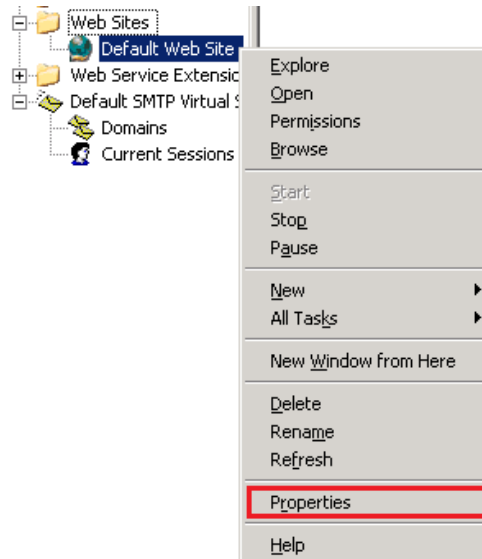 Web Sites
Default Web Site
Web Service Extensic
Default SMTP Virtual
Domains
Current Sessions
Explore
Open
Permissions
Browse
Start
Stop
Pause
New
All Tasks
New Window from Here
Delete
Rename
Refresh
Properties
Help